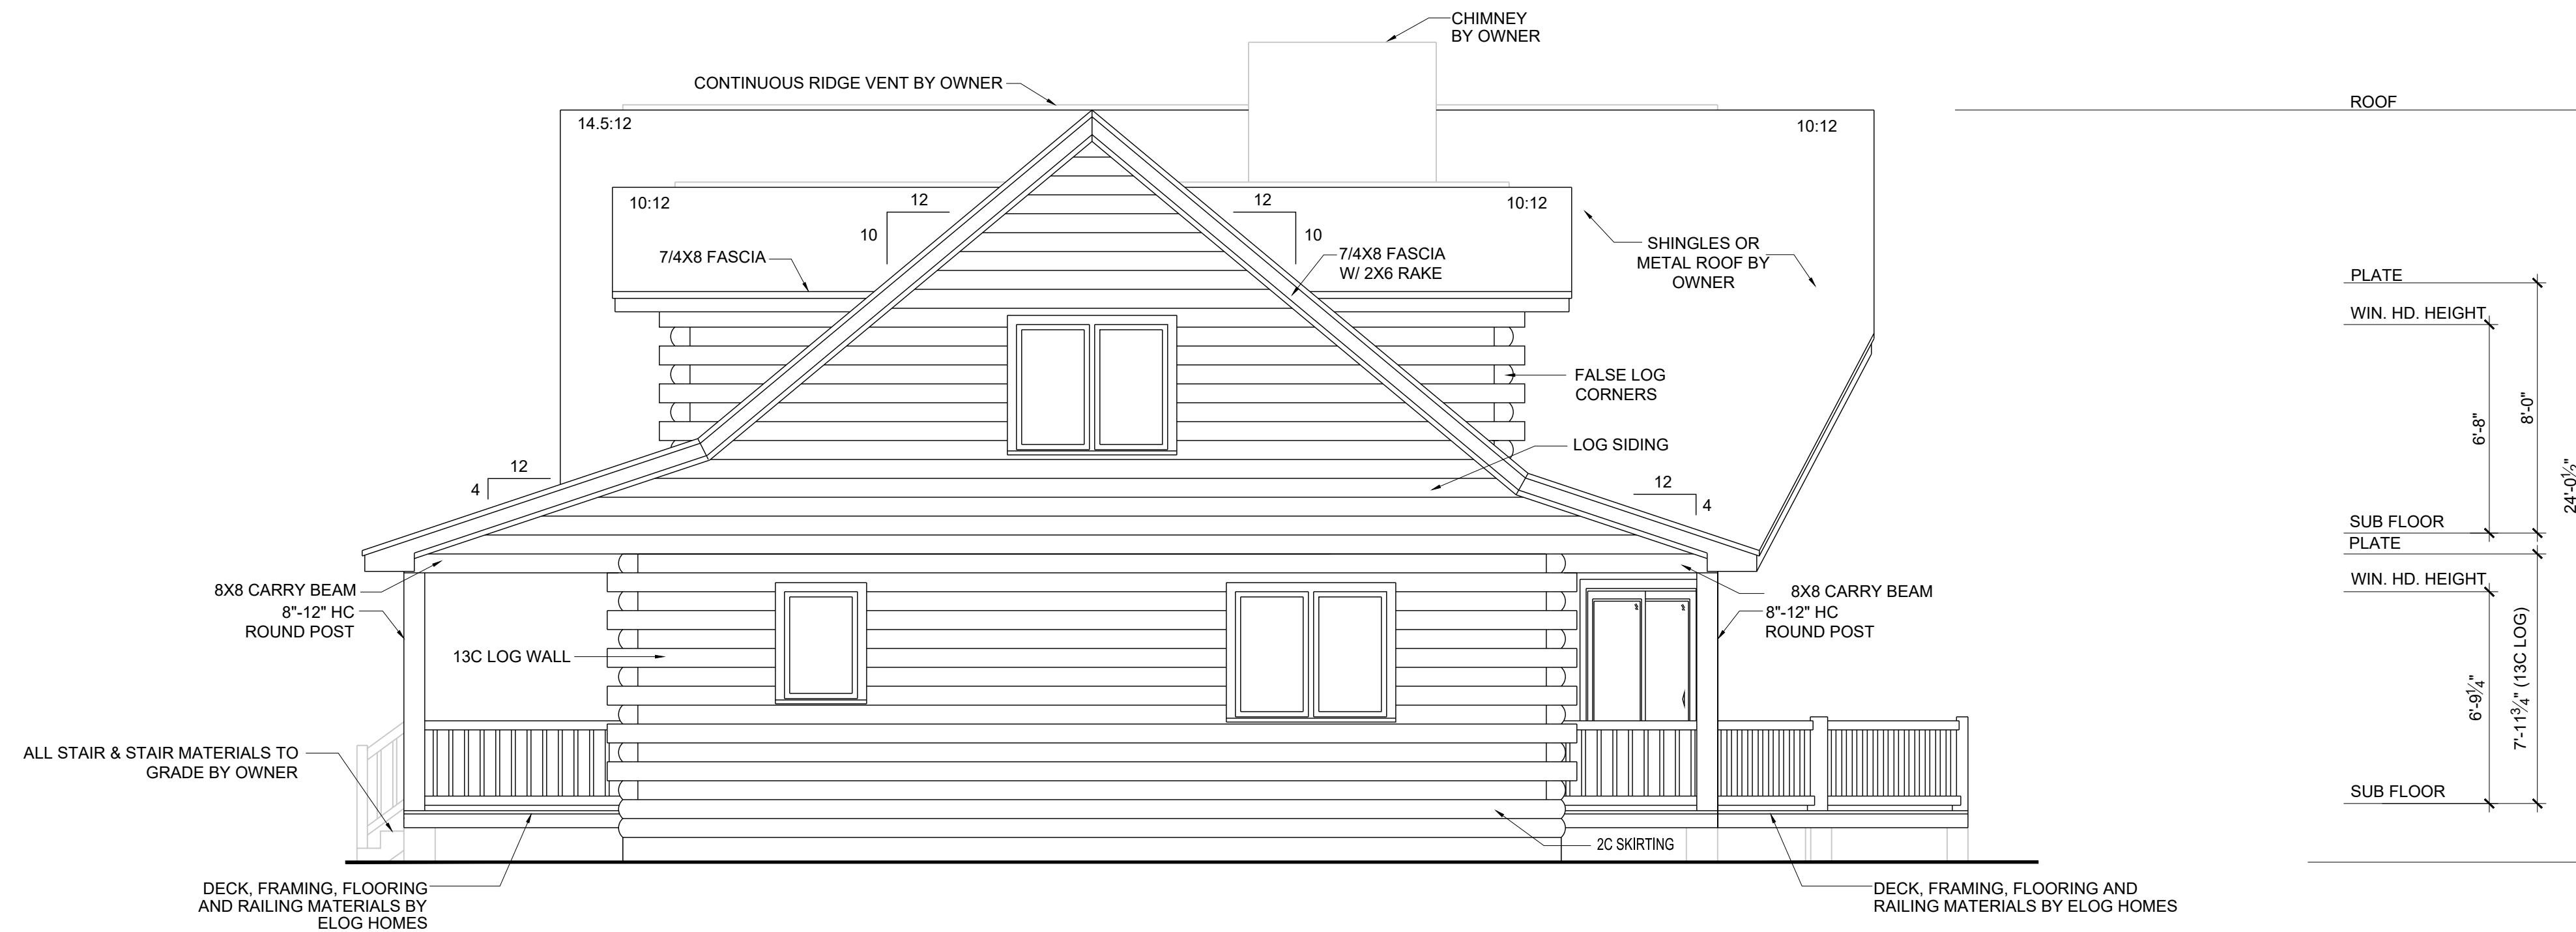 CHIMNEY
BY OWNER
CONTINUOUS RIDGE VENT BY OWNER
ROOF
14.5:12
10:12
10:12
12
12
10:12
10
10
7/4X8 FASCIA
7/4X8 FASCIA
W/ 2X6 RAKE
SHINGLES OR
METAL ROOF BY
OWNER
PLATE
WIN. HD. HEIGHT
FALSE LOG
CORNERS
6'-8"
8'-0"
LOG SIDING
12
4
12
4
24'-0½"
SUB FLOOR
PLATE
8X8 CARRY BEAM
8"-12" HC
ROUND POST
8X8 CARRY BEAM
8"-12" HC
ROUND POST
WIN. HD. HEIGHT
13C LOG WALL
6'-9¼"
7'-11¾" (13C LOG)
ALL STAIR & STAIR MATERIALS TO
GRADE BY OWNER
SUB FLOOR
2C SKIRTING
DECK, FRAMING, FLOORING
AND RAILING MATERIALS BY
ELOG HOMES
DECK, FRAMING, FLOORING AND
RAILING MATERIALS BY ELOG HOMES